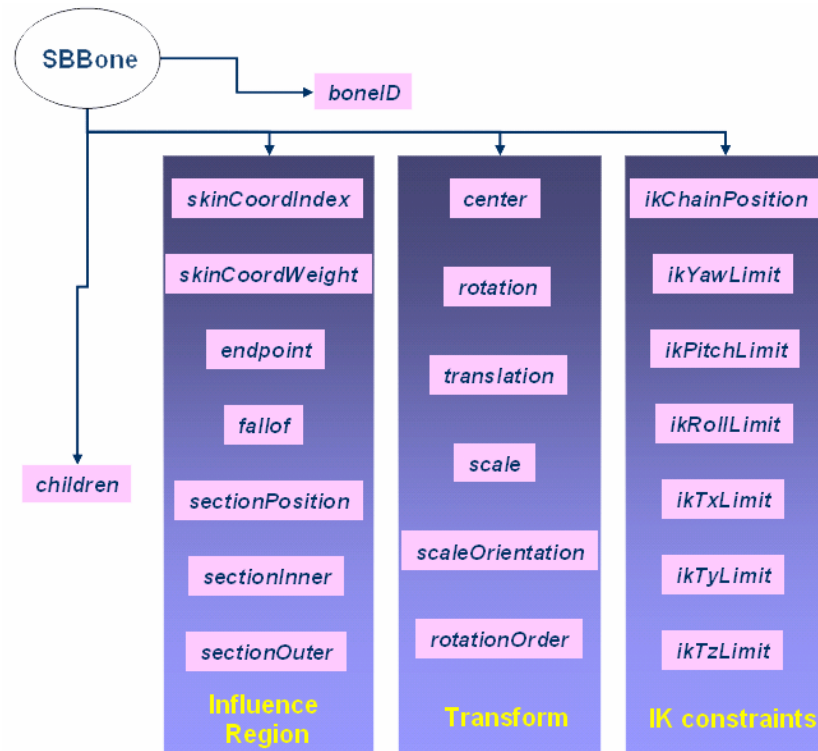 SBBone
boneID
children
skinCoordIndex
skinCoordWeight
endpoint
fallof
sectionPosition
sectionInner
sectionOuter
Influence
Region
center
rotation
translation
scale
scaleOrientation
rotationOrder
Transform
ikChainPosition
ikYawLimit
ikPitchLimit
ikRollLimit
ikTxLimit
ikTyLimit
ikTzLimit
IK constraints